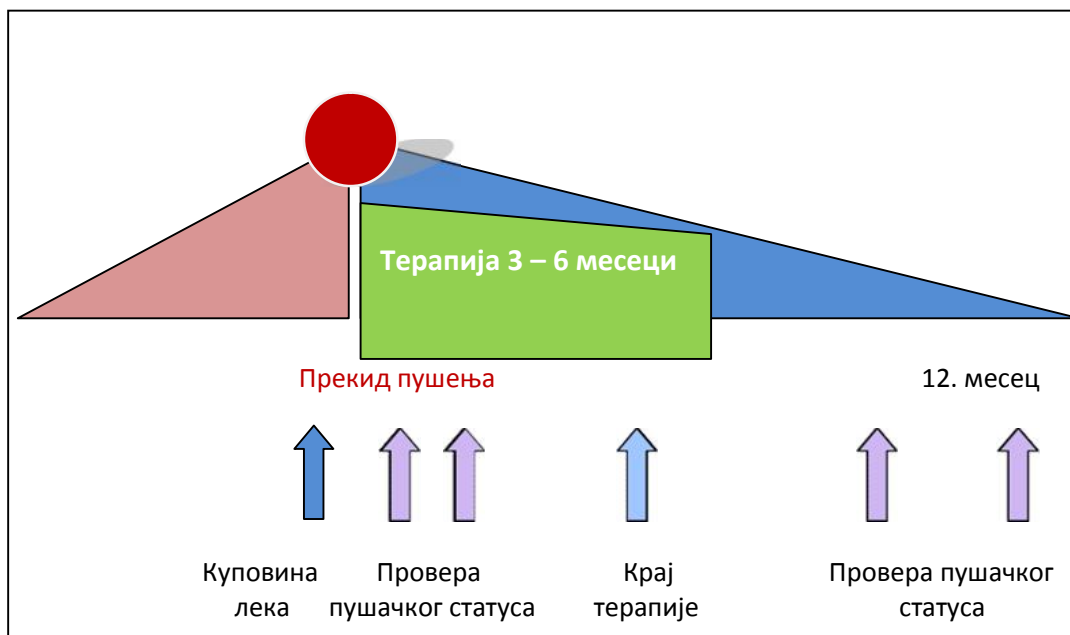 Терапија 3 – 6 месеци
Прекид пушења
12. месец
Куповина
лека
Провера
пушачког статуса
Крај
терапије
Провера пушачког
статуса